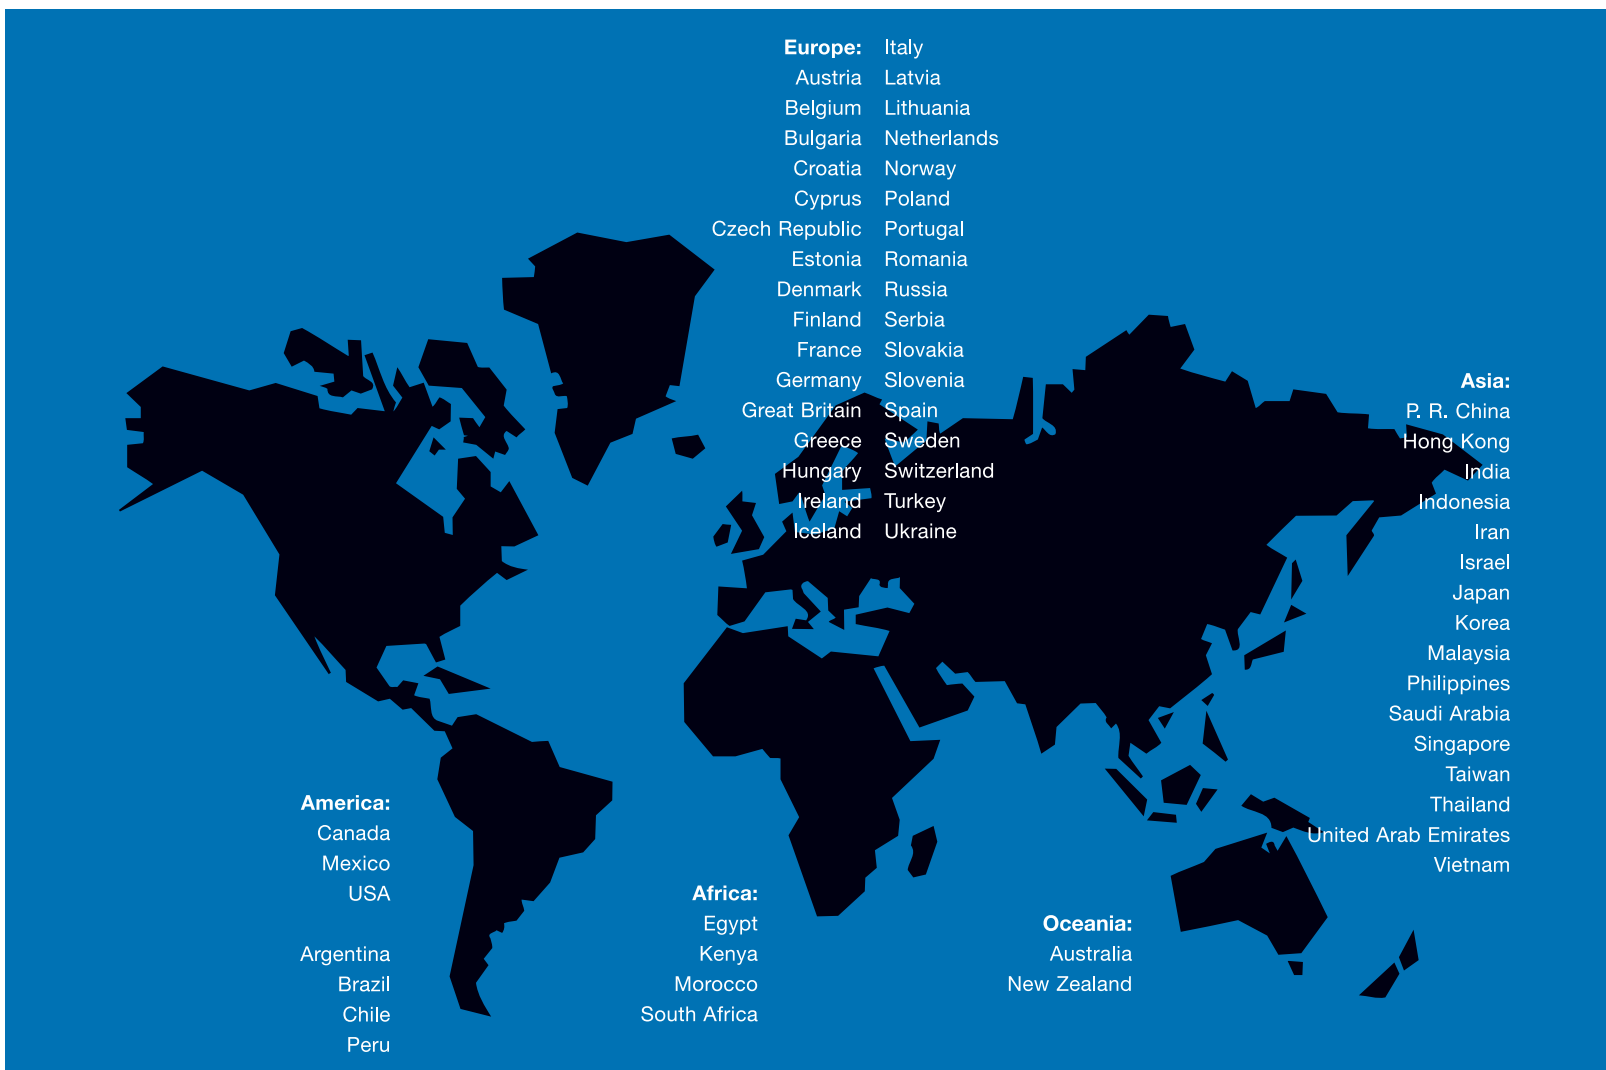 Europe:
Austria
Belgium
Bulgaria
Croatia
Cyprus
Czech Republic
Estonia
Denmark
Finland
France
Germany
Great Britain
Greece
Hungary
Ireland
Iceland
Italy
Latvia
Lithuania
Netherlands
Norway
Poland
Portugal
Romania
Russia
Serbia
Slovakia
Slovenia
Spain
Sweden
Switzerland
Turkey
Ukraine
Asia:
P. R. China
Hong Kong
India
Indonesia
Iran
Israel
Japan
Korea
Malaysia
Philippines
Saudi Arabia
Singapore
Taiwan
Thailand
United Arab Emirates
Vietnam
America:
Canada
Mexico
USA
Argentina
Brazil
Chile
Peru
Africa:
Egypt
Kenya
Morocco
South Africa
Oceania:
Australia
New Zealand